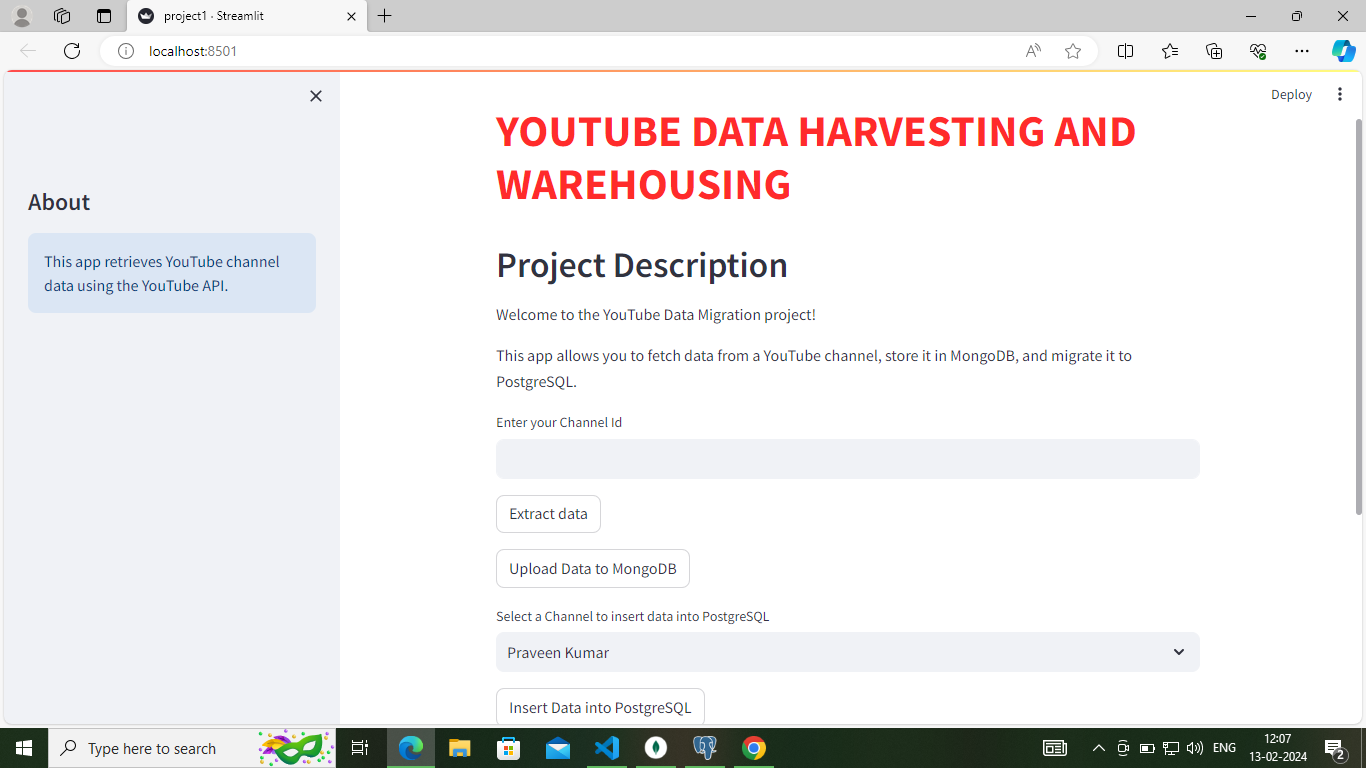 project1 · Streamlit
localhost:8501
Deploy
About
This app retrieves YouTube channel
data using the YouTube API.
YOUTUBE DATA HARVESTING AND
WAREHOUSING
Project Description
Welcome to the YouTube Data Migration project!
This app allows you to fetch data from a YouTube channel, store it in MongoDB, and migrate it to
PostgreSQL.
Enter your Channel Id
Extract data
Upload Data to MongoDB
Select a Channel to insert data into PostgreSQL
Praveen Kumar
Insert Data into PostgreSQL
Type here to search
ENG
12:07
13-02-2024
2